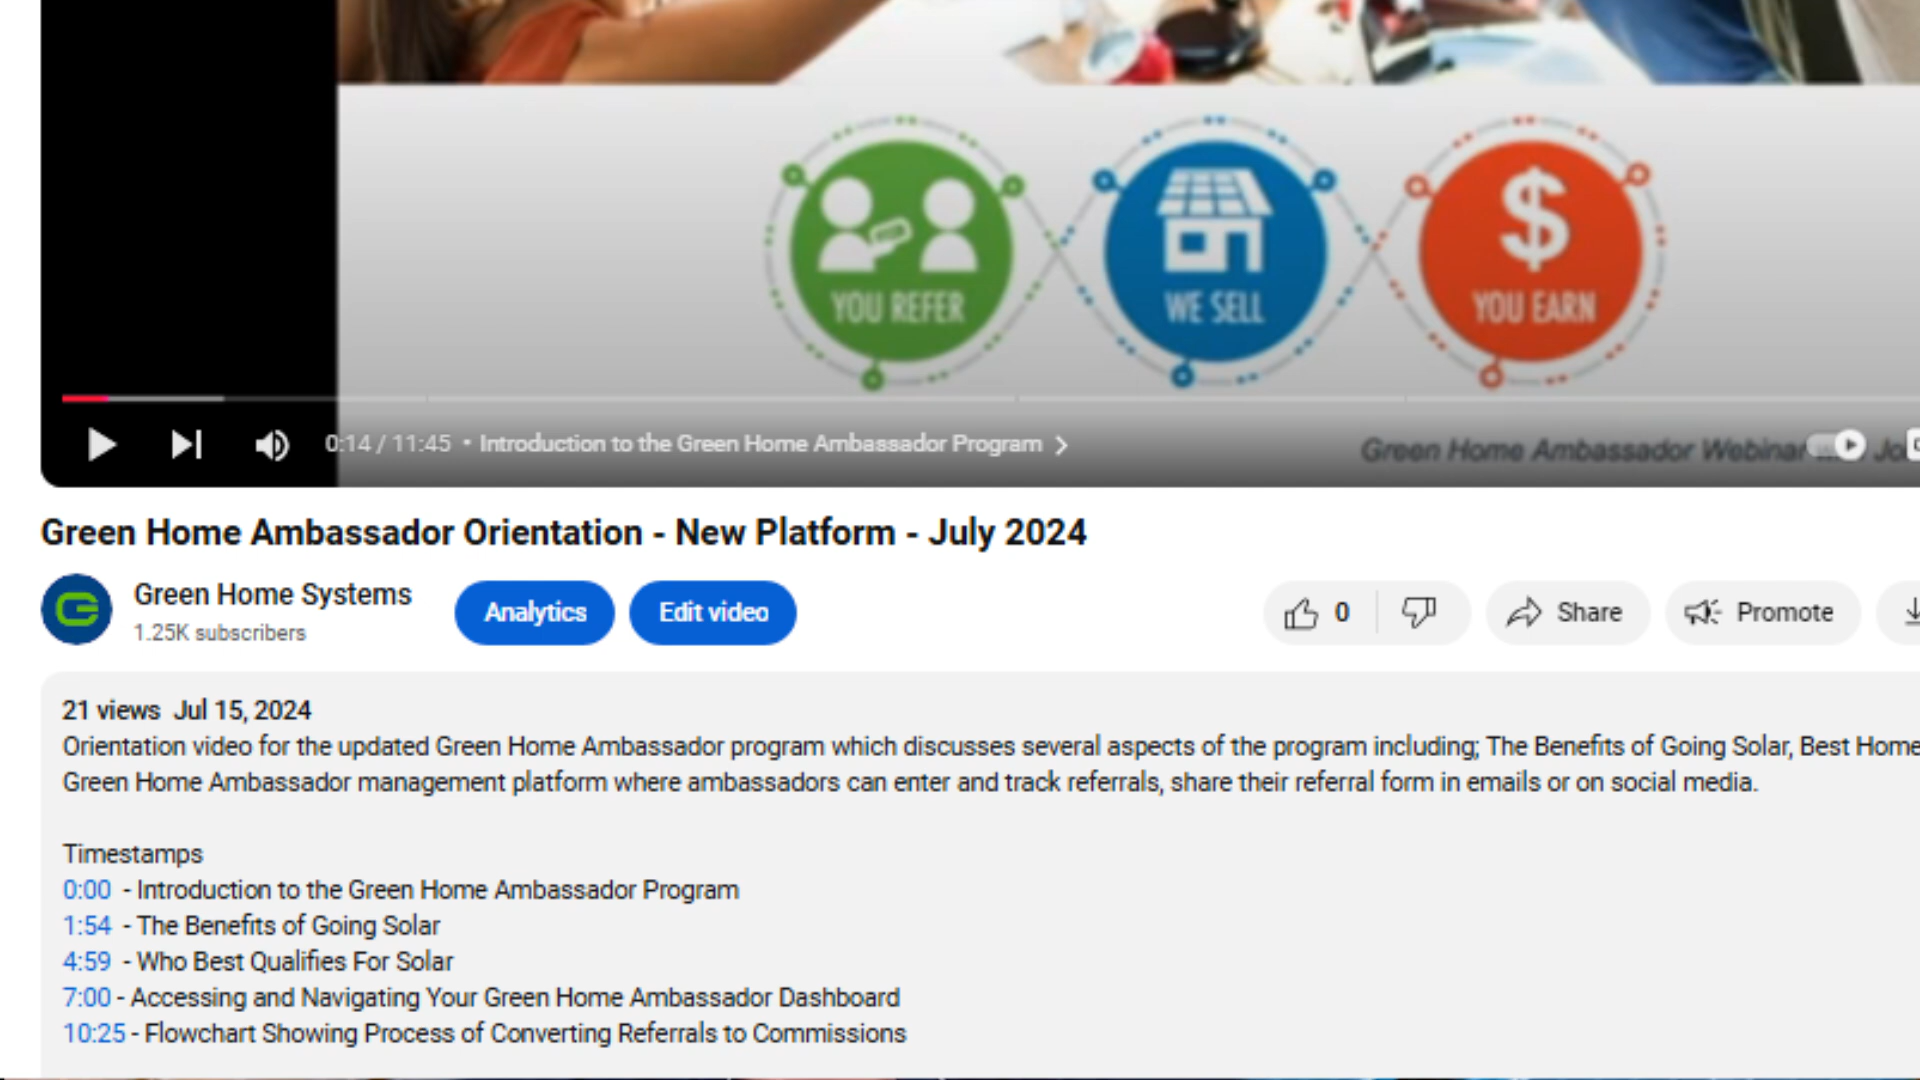 YOU REFER
WE SELL
YOU EARN
0:14 / 11:45 • Introduction to the Green Home Ambassador Program
Green Home Ambassador Webinar
Green Home Ambassador Orientation - New Platform - July 2024
Green Home Systems
1.25K subscribers
Analytics
Edit video
0
Share
Promote
21 views Jul 15, 2024
Orientation video for the updated Green Home Ambassador program which discusses several aspects of the program including; The Benefits of Going Solar, Best Home
Green Home Ambassador management platform where ambassadors can enter and track referrals, share their referral form in emails or on social media.
Timestamps
0:00 - Introduction to the Green Home Ambassador Program
1:54 - The Benefits of Going Solar
4:59 - Who Best Qualifies For Solar
7:00 - Accessing and Navigating Your Green Home Ambassador Dashboard
10:25 - Flowchart Showing Process of Converting Referrals to Commissions